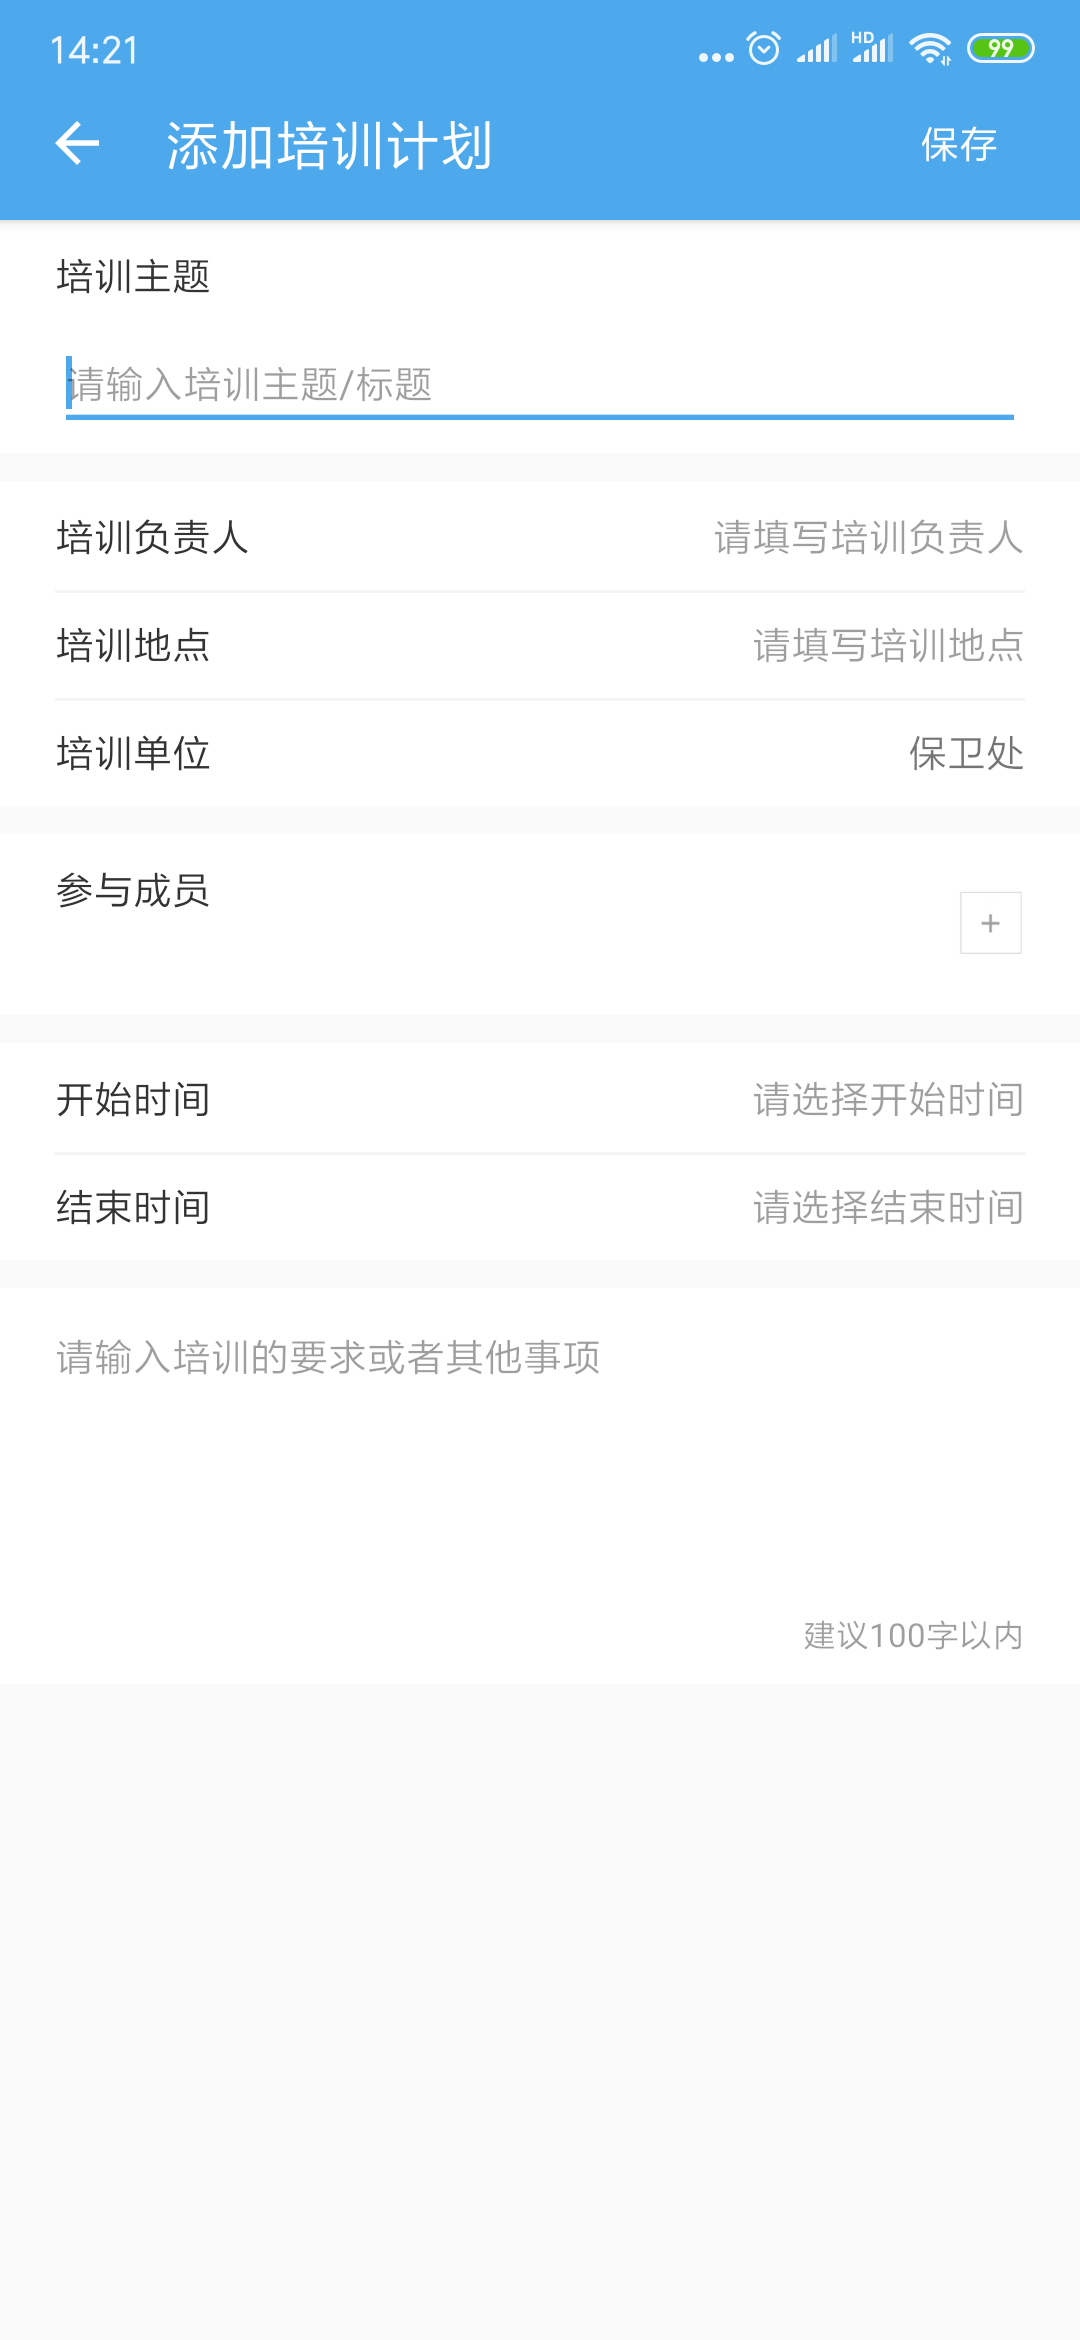 14:21
HD
99
添加培训计划
保存
培训主题
请输入培训主题/标题
培训负责人 请填写培训负责人
培训地点 请填写培训地点
培训单位 保卫处
参与成员
+
开始时间 请选择开始时间
结束时间 请选择结束时间
请输入培训的要求或者其他事项
建议100字以内